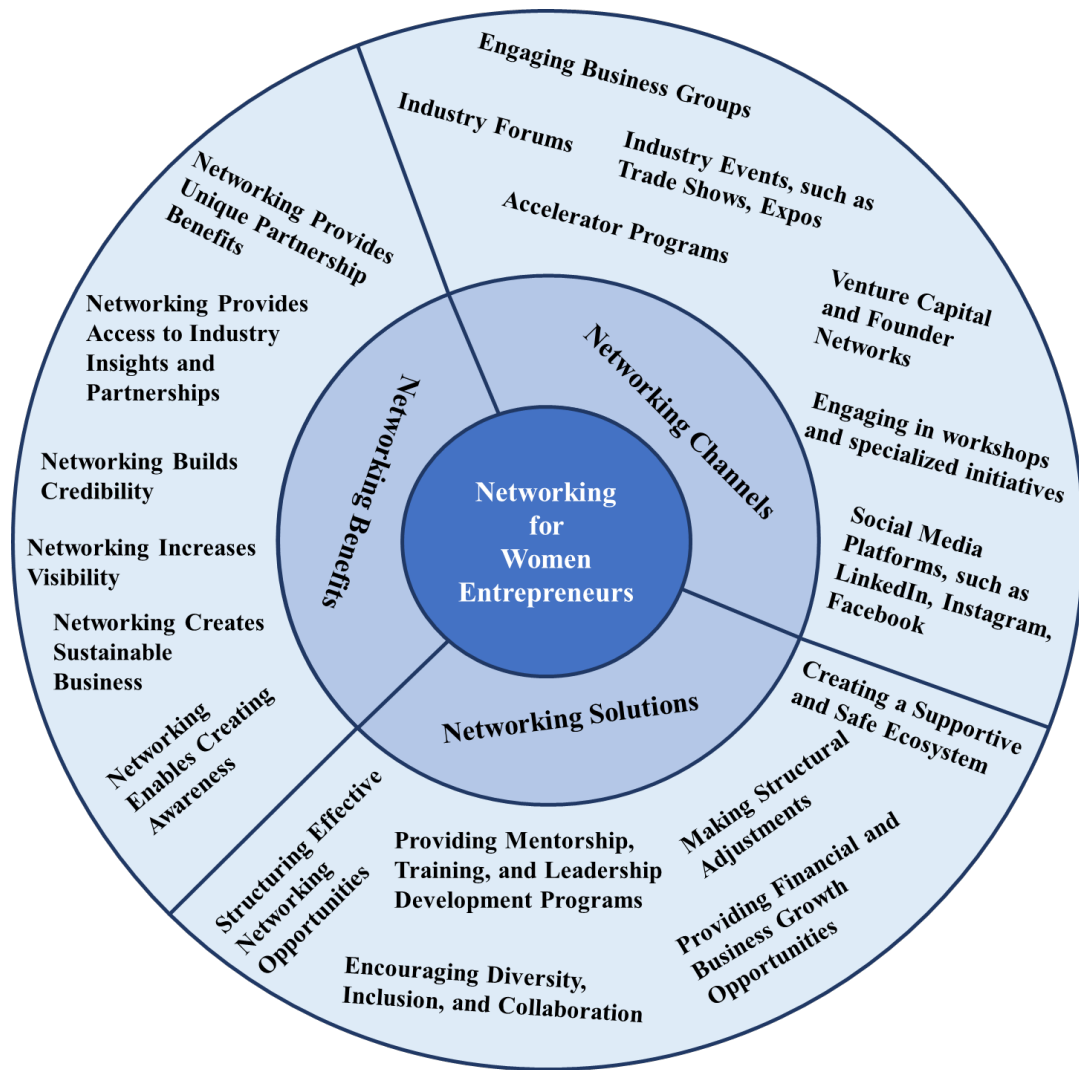 Networking
for
Women
Entrepreneurs
Networking Channels
Engaging Business Groups
Industry Forums
Industry Events, such as
Trade Shows, Expos
Accelerator Programs
Venture Capital
and Founder
Networks
Engaging in workshops
and specialized initiatives
Social Media
Platforms, such as
LinkedIn, Instagram,
Facebook
Networking Solutions
Creating a Supportive
and Safe Ecosystem
Making Structural
Adjustments
Providing Financial and
Business Growth
Opportunities
Providing Mentorship,
Training, and Leadership
Development Programs
Encouraging Diversity,
Inclusion, and Collaboration
Structuring Effective
Networking
Opportunities
Networking Benefits
Networking Provides
Unique Partnership
Benefits
Networking Provides
Access to Industry
Insights and
Partnerships
Networking Builds
Credibility
Networking Increases
Visibility
Networking Creates
Sustainable
Business
Networking
Enables Creating
Awareness